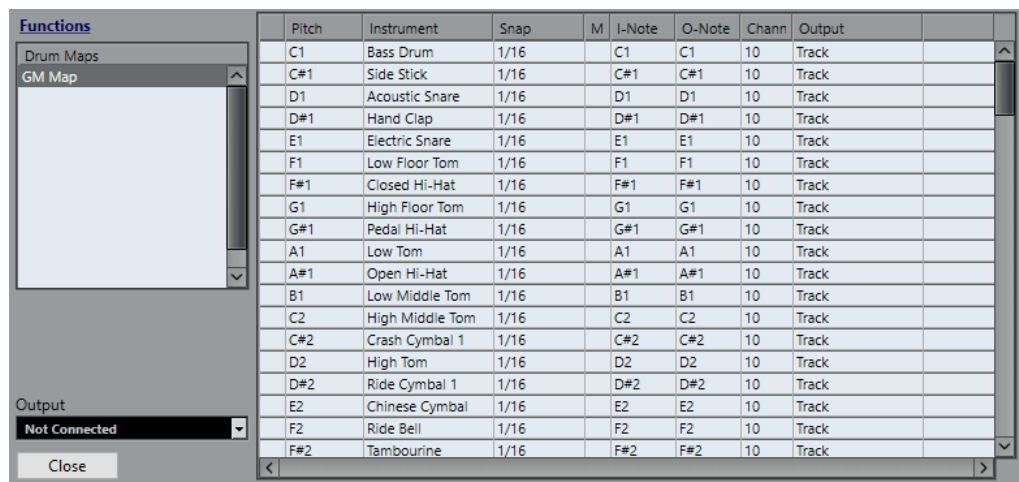 Functions
Drum Maps
GM Map
Output
Not Connected
Close
Pitch Instrument Snap M I-Note O-Note Chann Output
C1 Bass Drum 1/16 C1 C1 10 Track
C#1 Side Stick 1/16 C#1 C#1 10 Track
D1 Acoustic Snare 1/16 D1 D1 10 Track
D#1 Hand Clap 1/16 D#1 D#1 10 Track
E1 Electric Snare 1/16 E1 E1 10 Track
F1 Low Floor Tom 1/16 F1 F1 10 Track
F#1 Closed Hi-Hat 1/16 F#1 F#1 10 Track
G1 High Floor Tom 1/16 G1 G1 10 Track
G#1 Pedal Hi-Hat 1/16 G#1 G#1 10 Track
A1 Low Tom 1/16 A1 A1 10 Track
A#1 Open Hi-Hat 1/16 A#1 A#1 10 Track
B1 Low Middle Tom 1/16 B1 B1 10 Track
C2 High Middle Tom 1/16 C2 C2 10 Track
C#2 Crash Cymbal 1 1/16 C#2 C#2 10 Track
D2 High Tom 1/16 D2 D2 10 Track
D#2 Ride Cymbal 1 1/16 D#2 D#2 10 Track
E2 Chinese Cymbal 1/16 E2 E2 10 Track
F2 Ride Bell 1/16 F2 F2 10 Track
F#2 Tambourine 1/16 F#2 F#2 10 Track